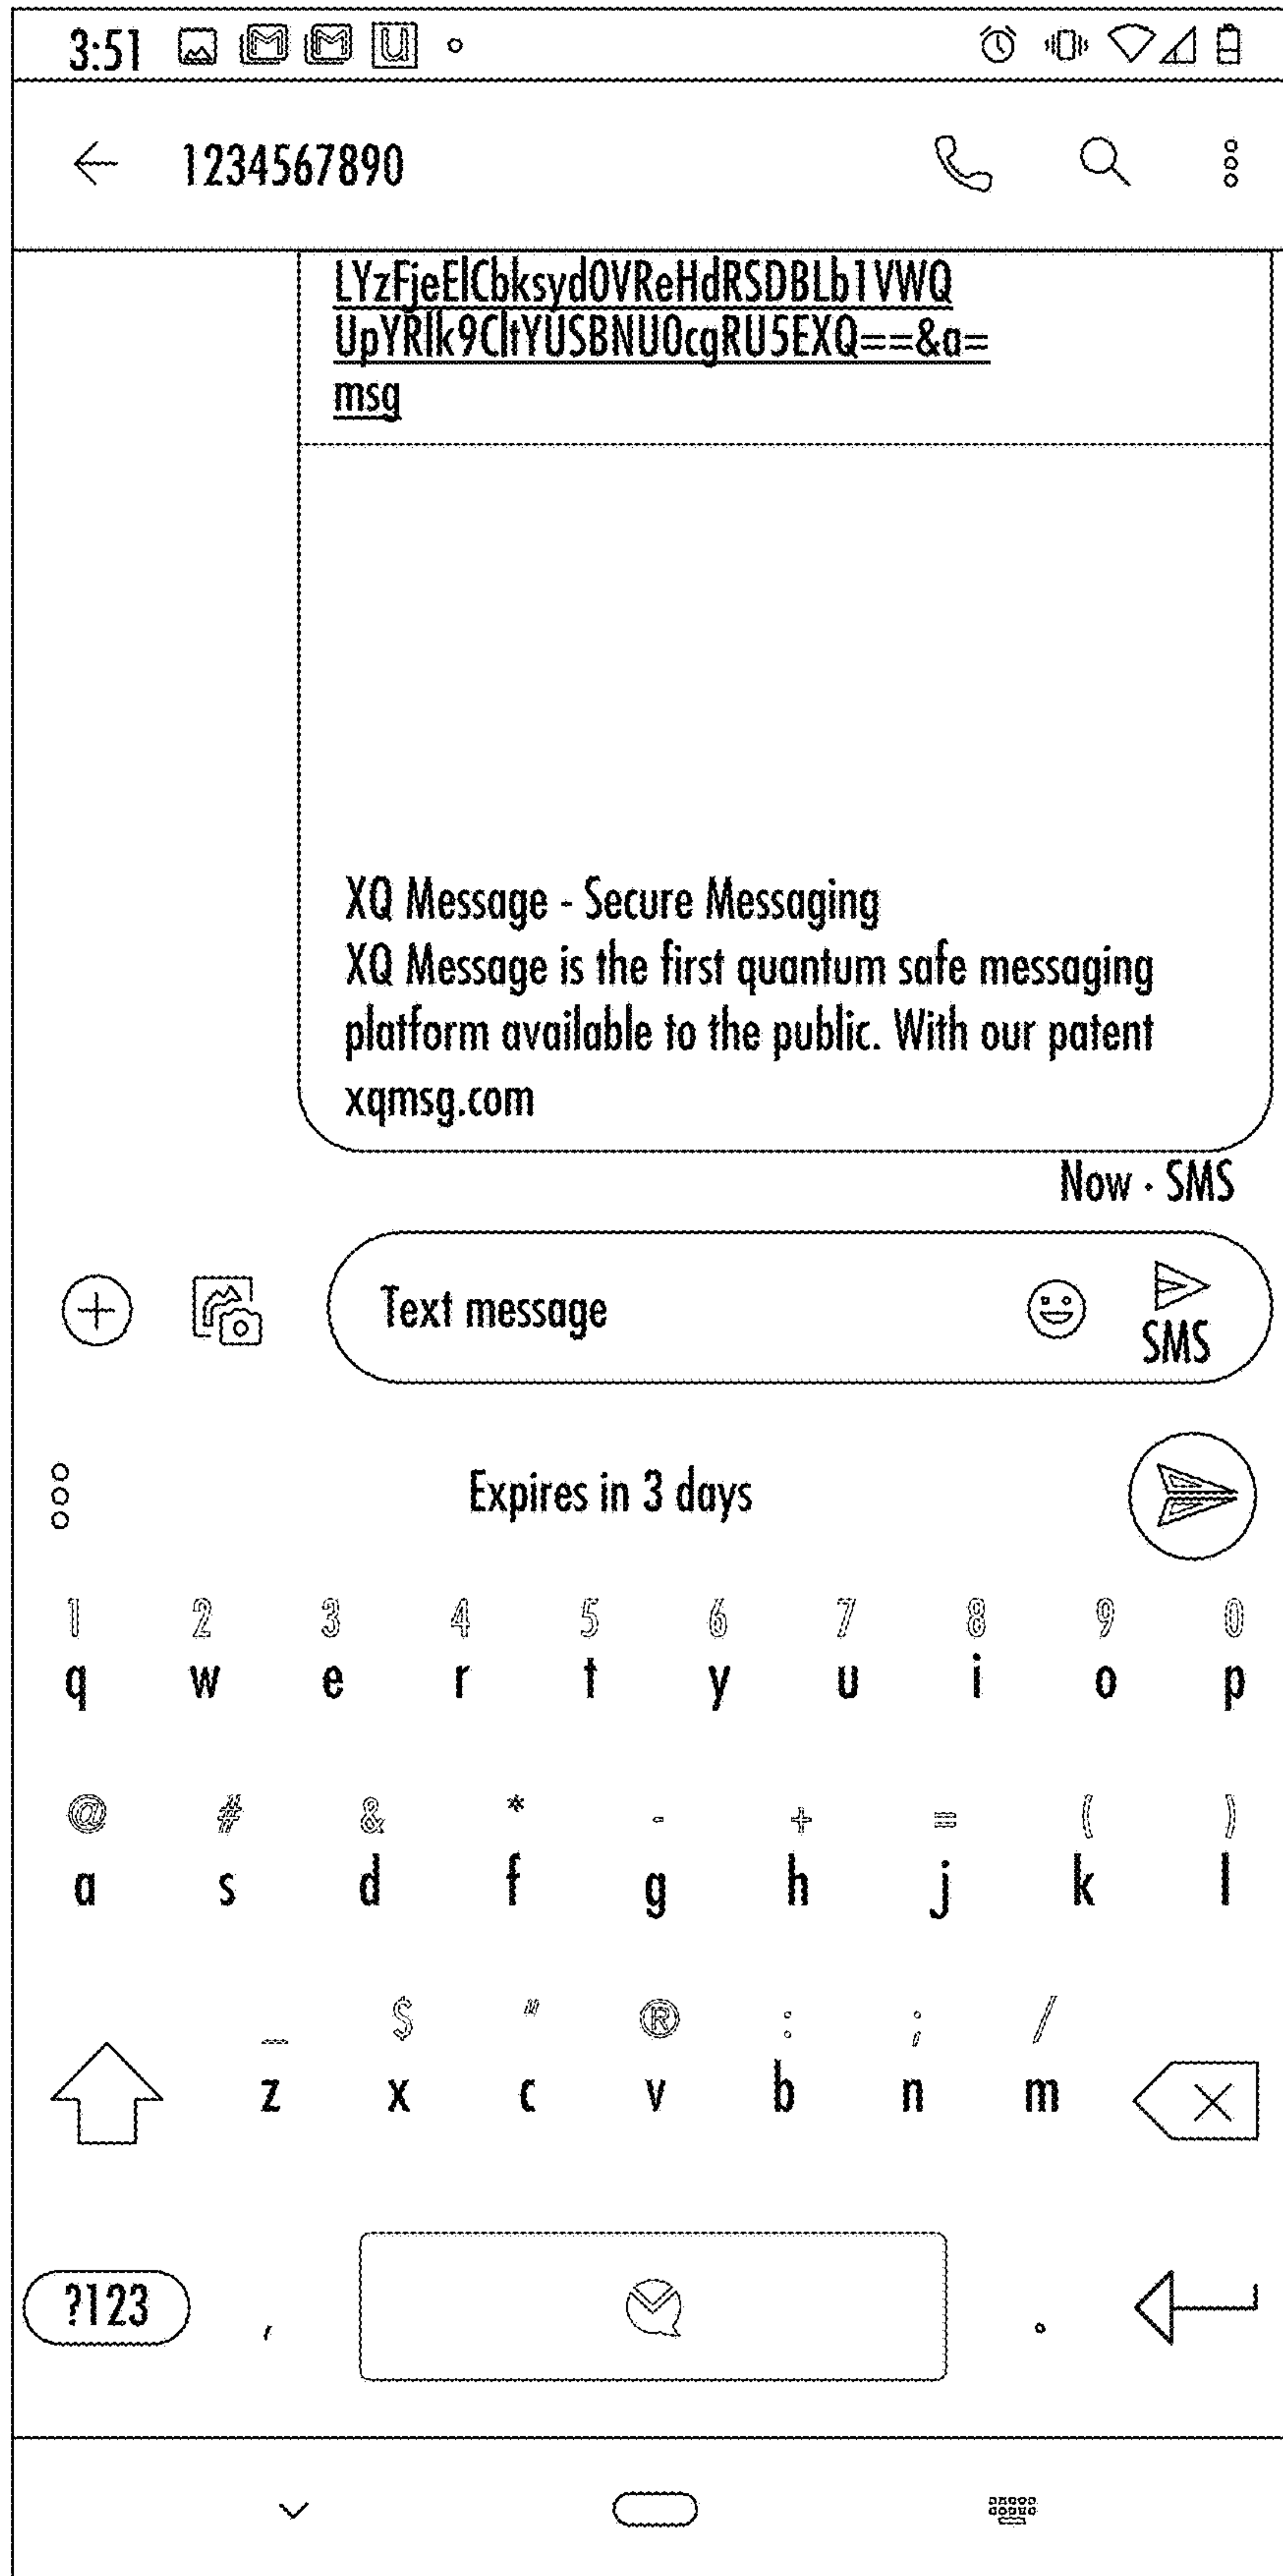 3:51
1234567890
LYzFjeElCbksyd0VReHdRSDBLb1VWQ
UpYRlk9CltYUSBNU0cgRU5EXQ==&a=
msg
XQ Message - Secure Messaging
XQ Message is the first quantum safe messaging
platform available to the public. With our patent
xqmsg.com
Now · SMS
Text message
SMS
Expires in 3 days
1 2 3 4 5 6 7 8 9 0
q w e r t y u i o p
@ # & * - + = ( )
a s d f g h j k l
_ $ " ® : ; /
z x c v b n m
?123 , .